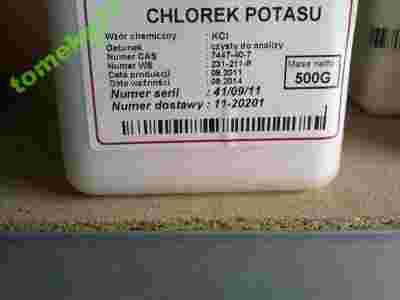 CHLOREK POTASU
Wzór chemiczny : KCl
Gatunek : czysty do analizy
Numer CAS : 7447-40-7
Numer WE : 231-211-8
Data produkcji : 09.2011
Data ważności : 09.2014
Masa netto
500G
Numer serii : 41/09/11
Numer dostawy : 11-20201